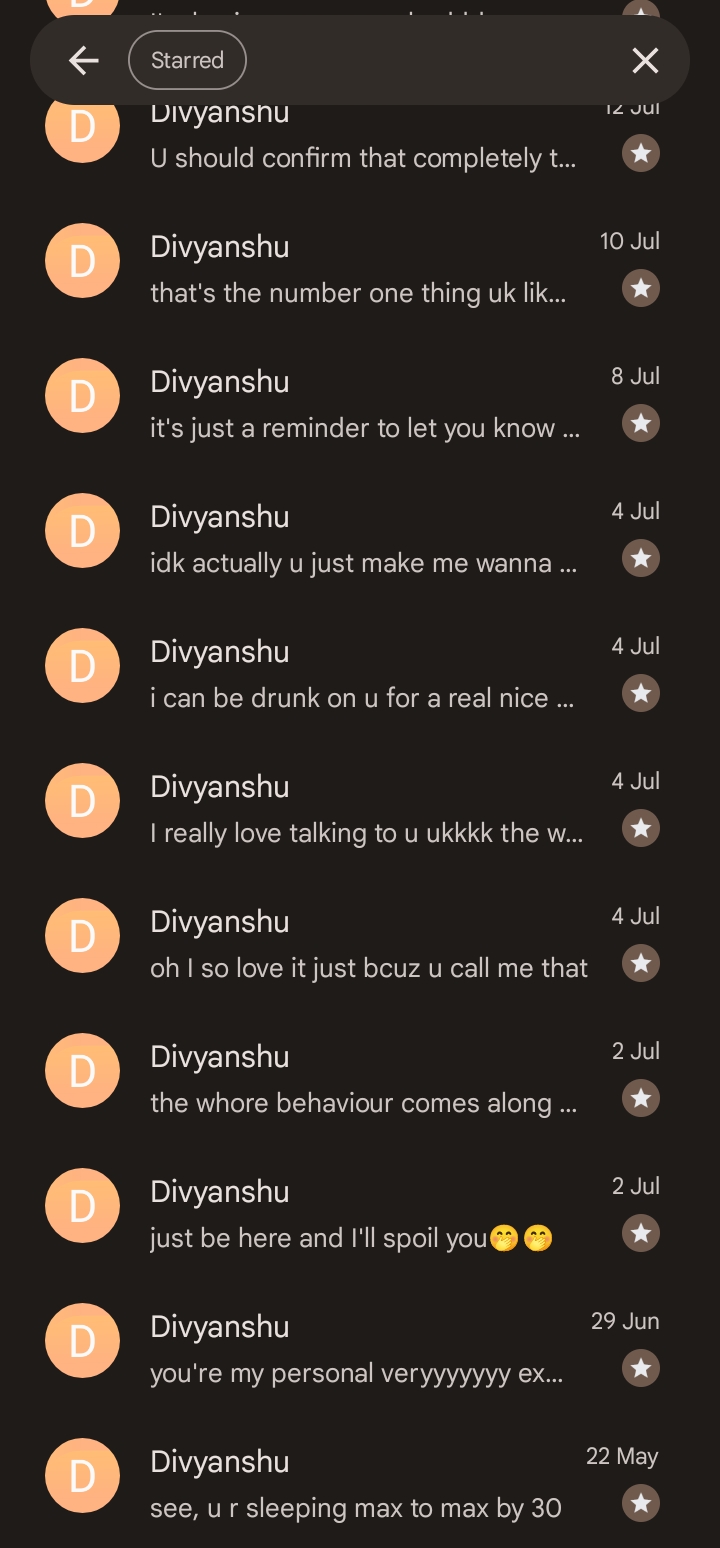 Starred
D
Divyanshu
12 Jul
U should confirm that completely t...
D
Divyanshu
10 Jul
that's the number one thing uk lik...
D
Divyanshu
8 Jul
it's just a reminder to let you know ...
D
Divyanshu
4 Jul
idk actually u just make me wanna ...
D
Divyanshu
4 Jul
i can be drunk on u for a real nice ...
D
Divyanshu
4 Jul
I really love talking to u ukkkk the w...
D
Divyanshu
4 Jul
oh I so love it just bcuz u call me that
D
Divyanshu
2 Jul
the whore behaviour comes along ...
D
Divyanshu
2 Jul
just be here and I'll spoil you🤭🤭
D
Divyanshu
29 Jun
you're my personal veryyyyyyy ex...
D
Divyanshu
22 May
see, u r sleeping max to max by 30